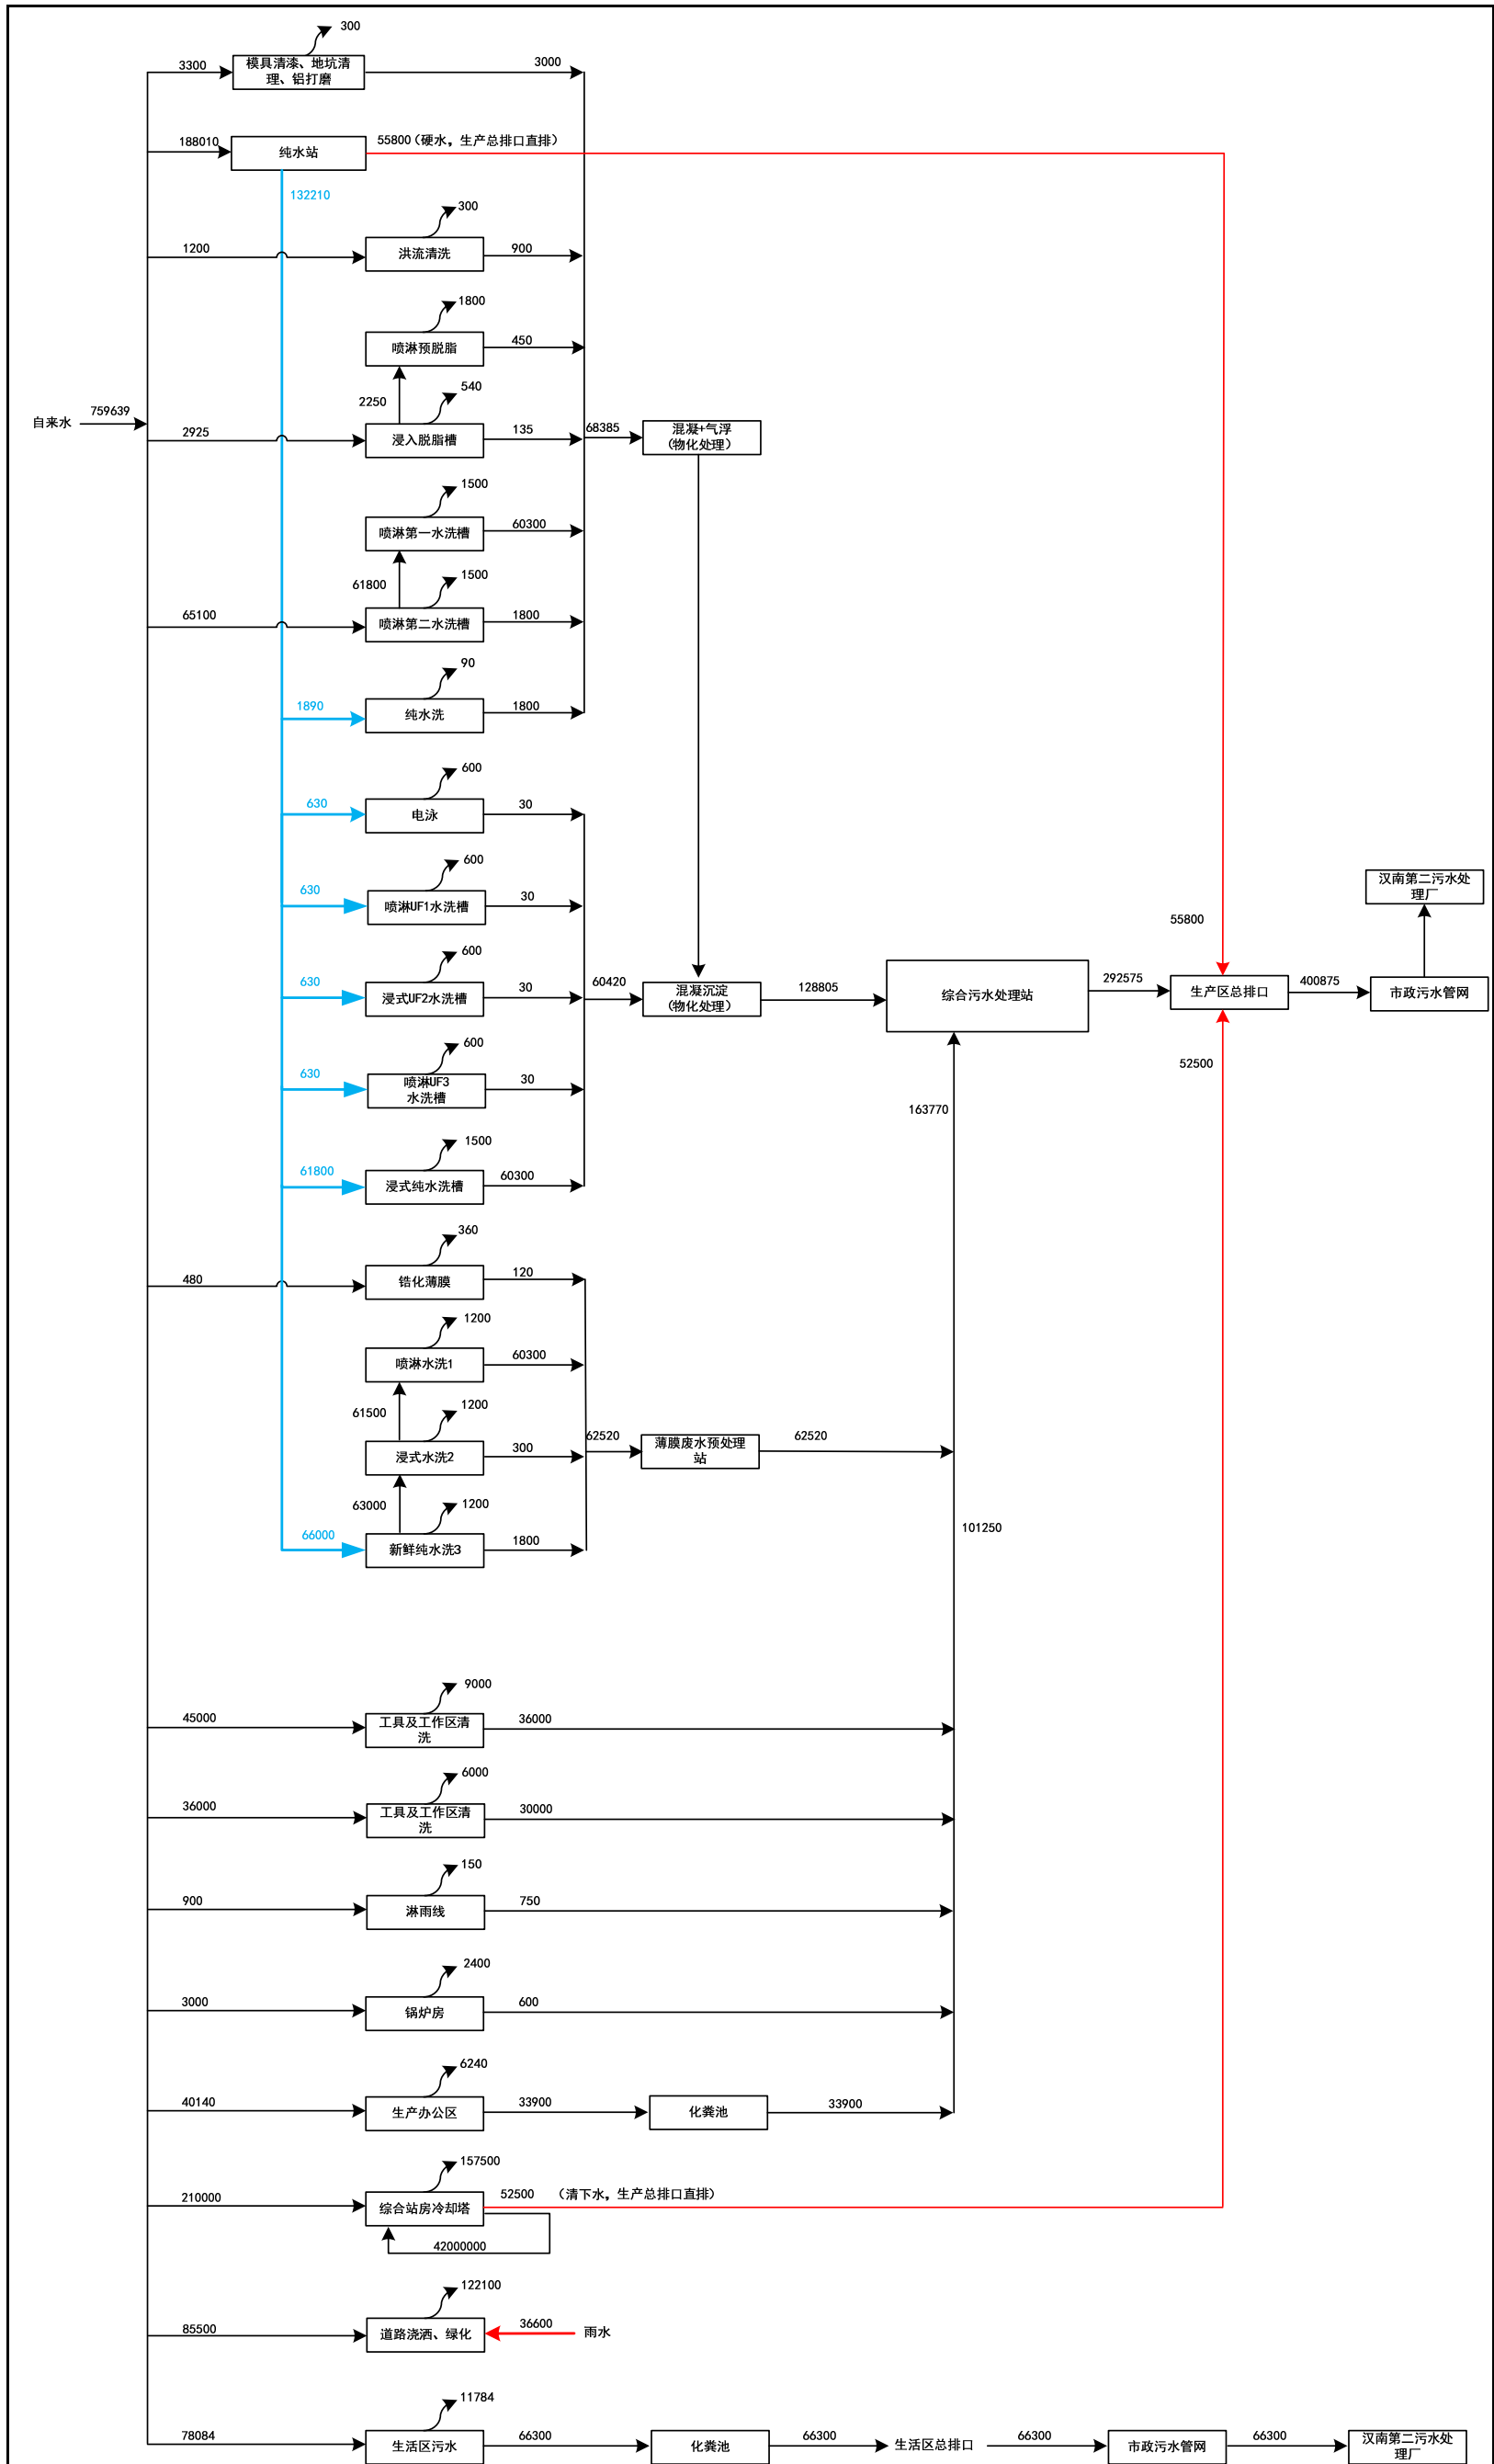 300
3300
模具清漆、地坑清
理、铝打磨
3000
188010
纯水站
55800(硬水，生产总排口直排)
132210
300
1200
洪流清洗
900
1800
喷淋预脱脂
450
2250
540
自来水
759639
2925
浸入脱脂槽
135
68385
混凝+气浮
(物化处理)
1500
喷淋第一水洗槽
60300
61800
1500
65100
喷淋第二水洗槽
1800
90
1890
纯水洗
1800
600
630
电泳
30
600
630
喷淋UF1水洗槽
30
汉南第二污水处
理厂
55800
600
630
浸式UF2水洗槽
30
60420
混凝沉淀
(物化处理)
128805
综合污水处理站
292575
生产区总排口
400875
市政污水管网
600
630
喷淋UF3
水洗槽
30
52500
163770
1500
61800
浸式纯水洗槽
60300
360
480
锆化薄膜
120
1200
喷淋水洗1
60300
61500
1200
浸式水洗2
300
62520
薄膜废水预处理
站
62520
63000
1200
66000
新鲜纯水洗3
1800
101250
9000
45000
工具及工作区清
洗
36000
6000
36000
工具及工作区清
洗
30000
150
900
淋雨线
750
2400
3000
锅炉房
600
6240
40140
生产办公区
33900
化粪池
33900
157500
210000
综合站房冷却塔
52500
（清下水，生产总排口直排）
42000000
122100
85500
道路浇洒、绿化
36600
雨水
11784
78084
生活区污水
66300
化粪池
66300
生活区总排口
66300
市政污水管网
66300
汉南第二污水处
理厂